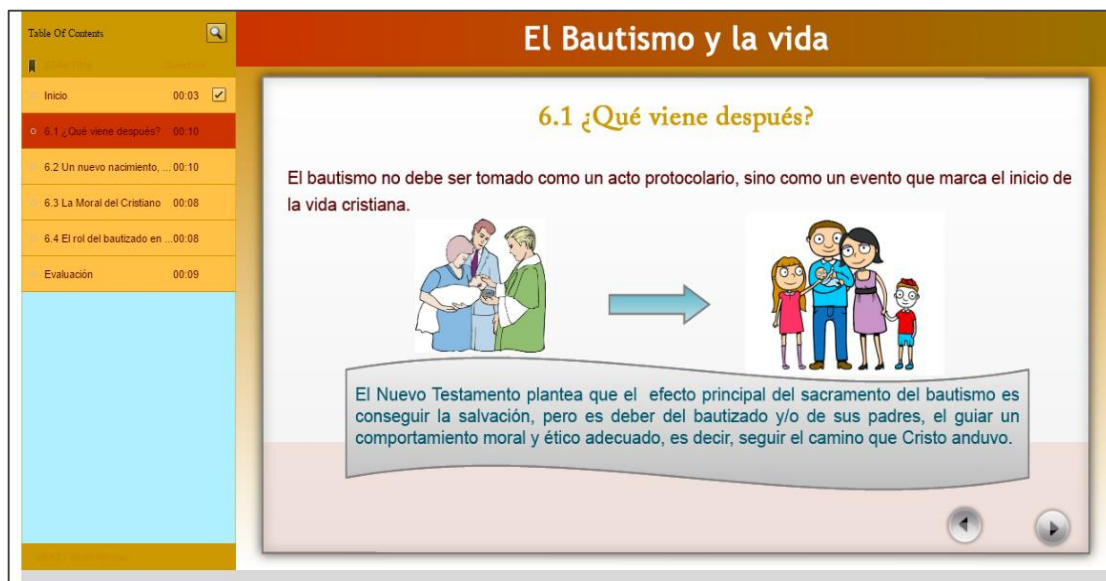 Table Of Contents
El Bautismo y la vida
Inicio 00:03
6.1 ¿Qué viene después? 00:10
6.2 Un nuevo nacimiento, ... 00:10
6.3 La Moral del Cristiano 00:08
6.4 El rol del bautizado en ... 00:08
Evaluación 00:09
6.1 ¿Qué viene después?
El bautismo no debe ser tomado como un acto protocolario, sino como un evento que marca el inicio de
la vida cristiana.
El Nuevo Testamento plantea que el efecto principal del sacramento del bautismo es
conseguir la salvación, pero es deber del bautizado y/o de sus padres, el guiar un
comportamiento moral y ético adecuado, es decir, seguir el camino que Cristo anduvo.